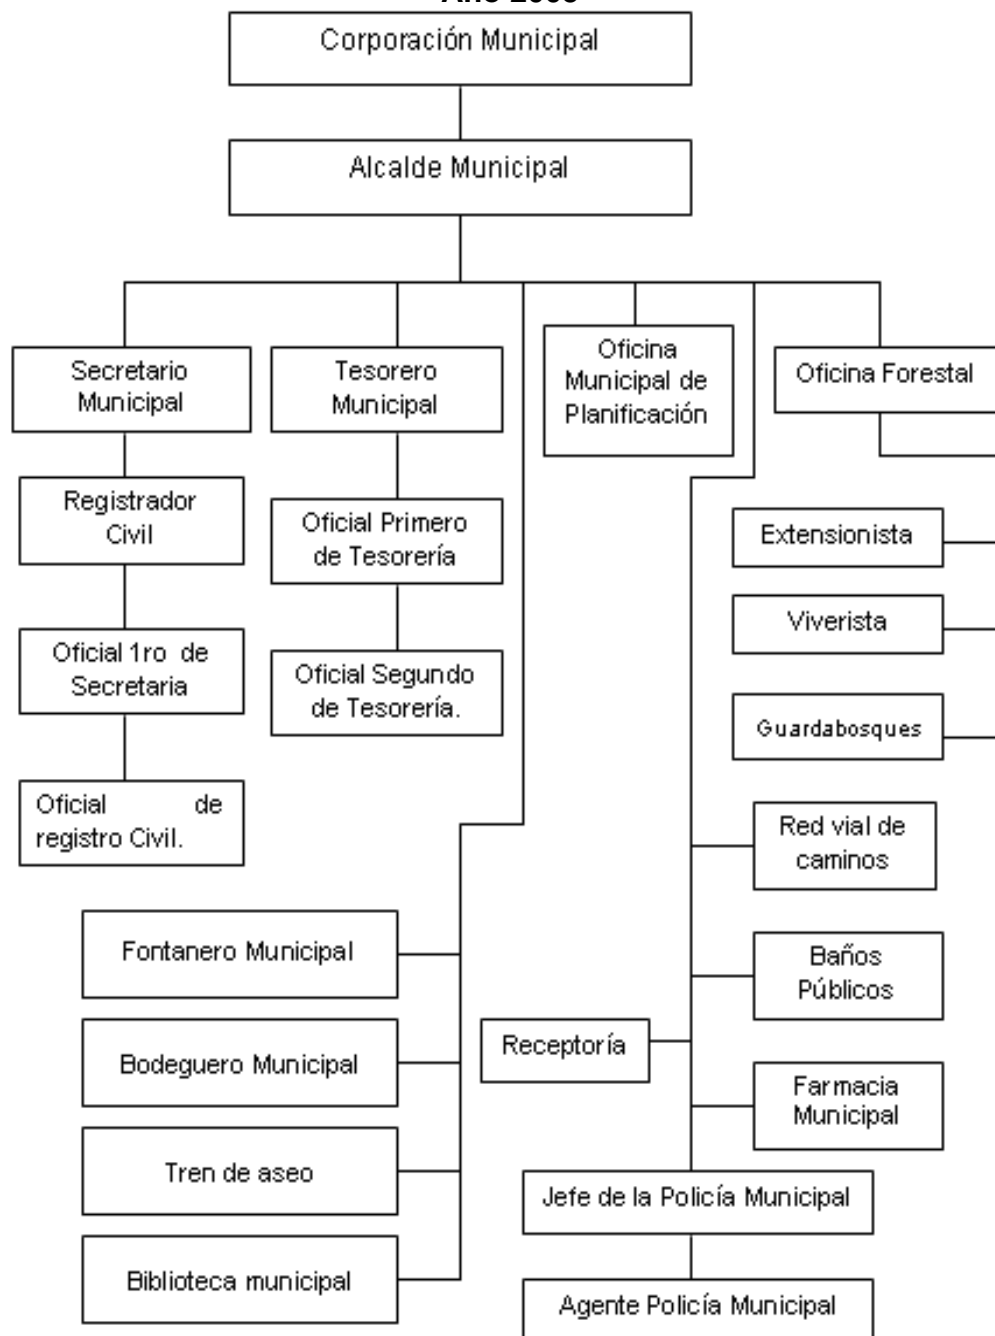 Corporación Municipal
Alcalde Municipal
Secretario
Municipal
Tesorero
Municipal
Oficina
Municipal de
Planificación
Oficina Forestal
Registrador
Civil
Oficial Primero
de Tesorería
Extensionista
Viverista
Oficial 1ro de
Secretaria
Oficial Segundo
de Tesorería.
Guardabosques
Oficial de
registro Civil.
Red vial de
caminos
Fontanero Municipal
Baños
Públicos
Receptoría
Bodeguero Municipal
Farmacia
Municipal
Tren de aseo
Jefe de la Policía Municipal
Biblioteca municipal
Agente Policía Municipal